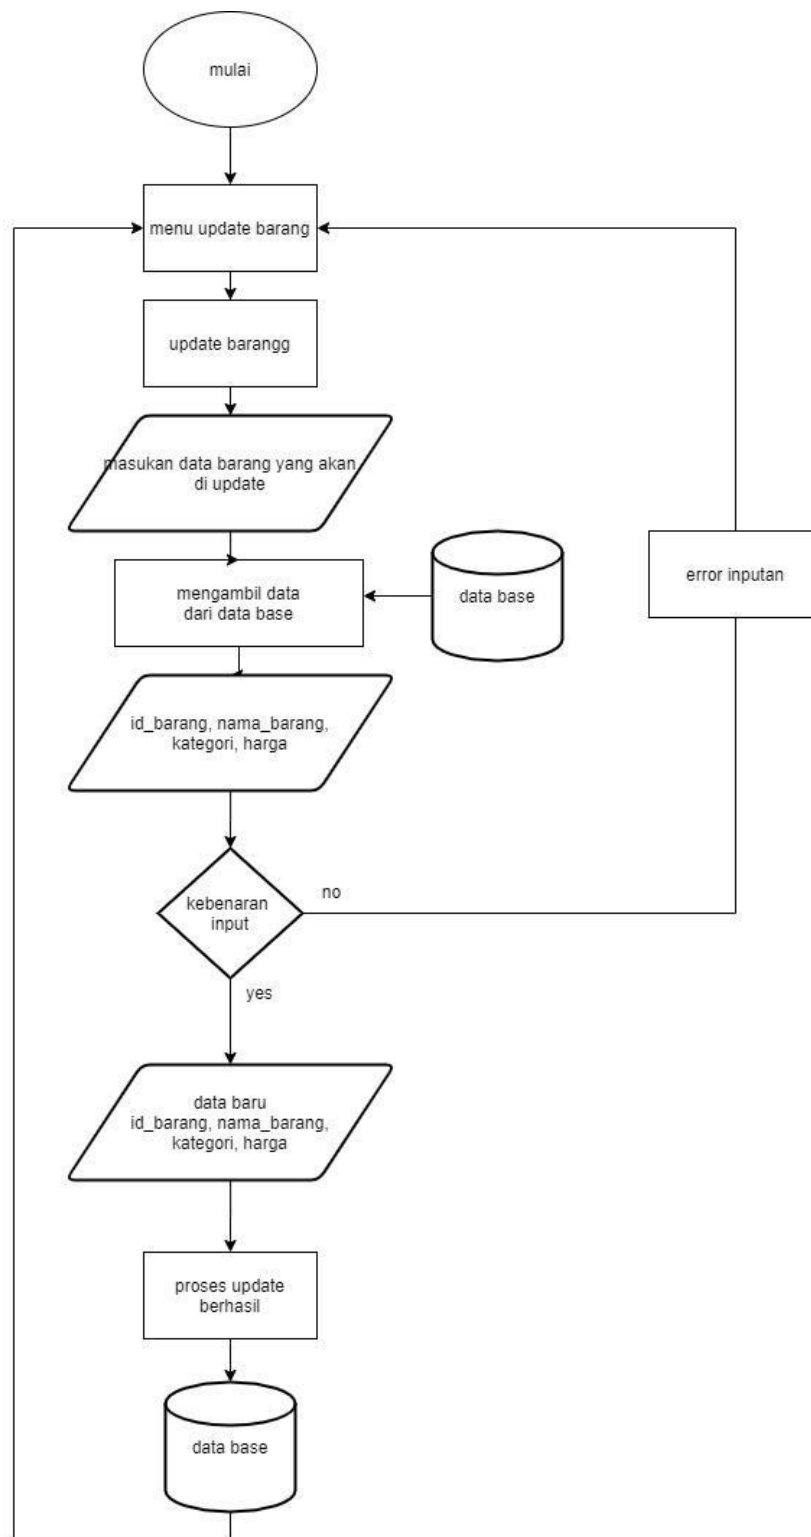 mulai
menu update barang
update barangg
masukan data barang yang akan
di update
mengambil data
dari data base
data base
error inputan
id_barang, nama_barang,
kategori, harga
kebenaran
input
no
yes
data baru
id_barang, nama_barang,
kategori, harga
proses update
berhasil
data base